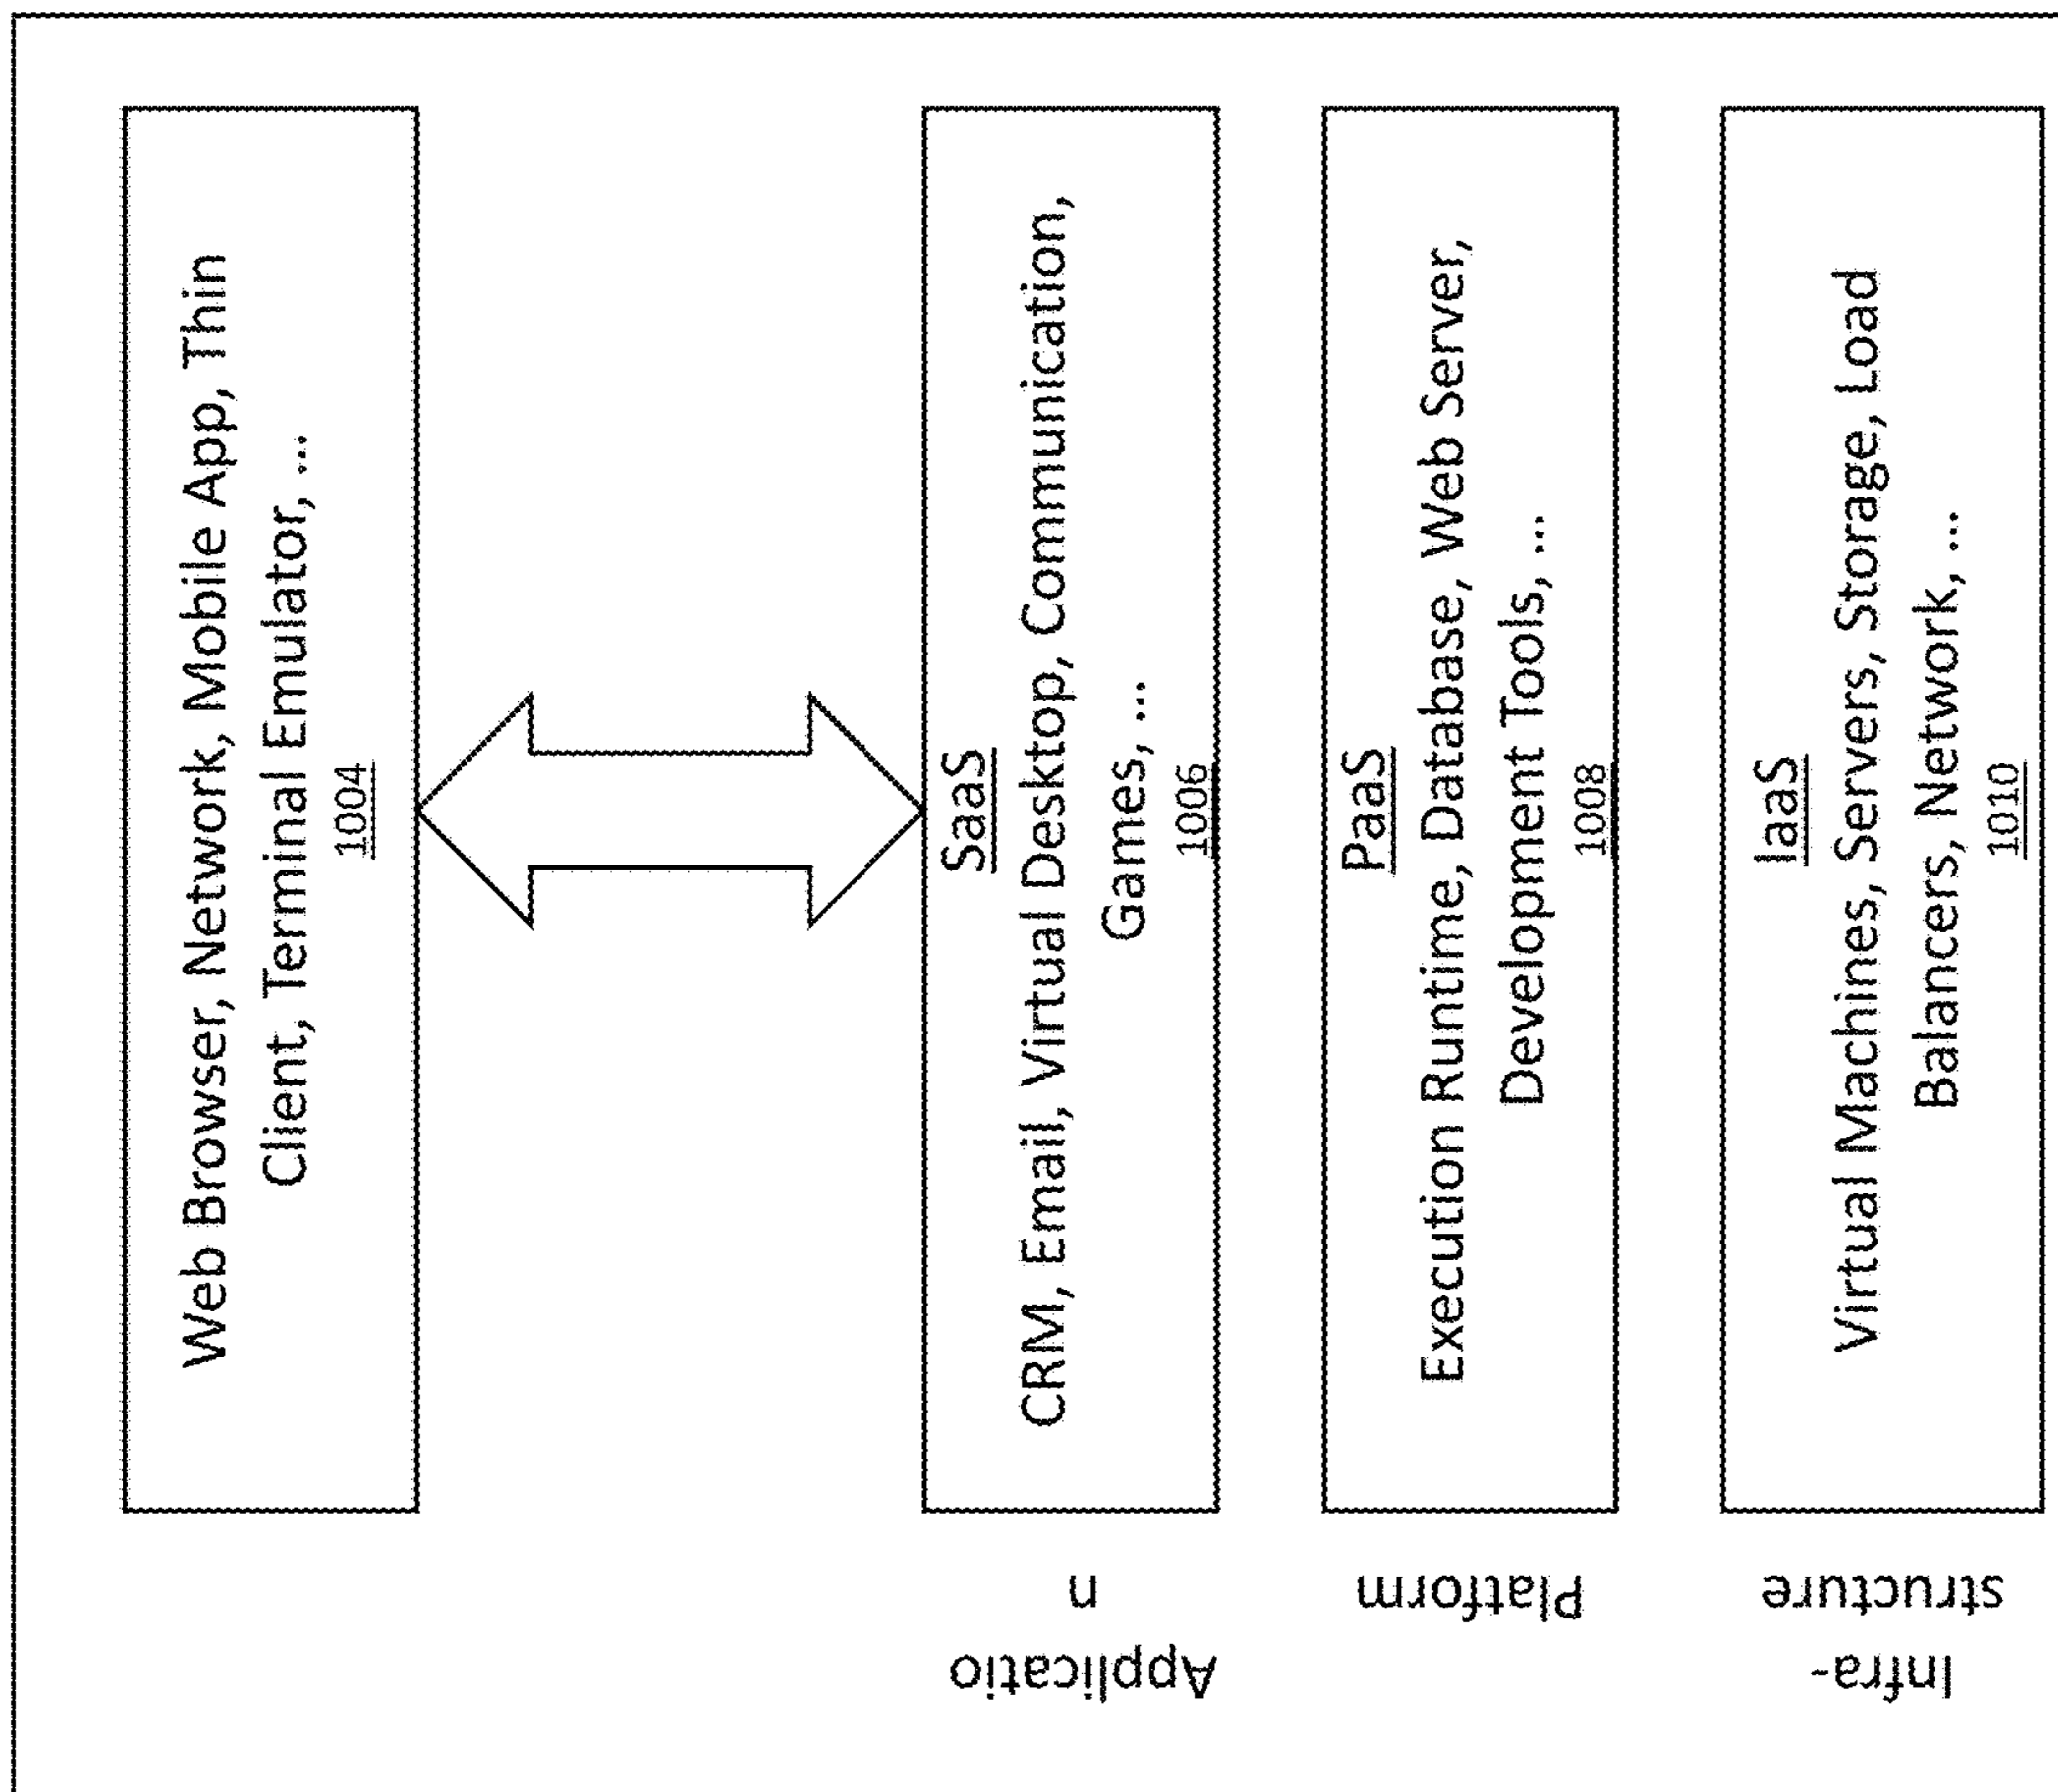 Web Browser, Network, Mobile App, Thin
Client, Terminal Emulator, ...
1004
SaaS
CRM, Email, Virtual Desktop, Communication,
Games, ...
1006
Applicatio
n
PaaS
Execution Runtime, Database, Web Server,
Development Tools, ...
1008
Platform
IaaS
Virtual Machines, Servers, Storage, Load
Balancers, Network, ...
1010
Infra-
structure